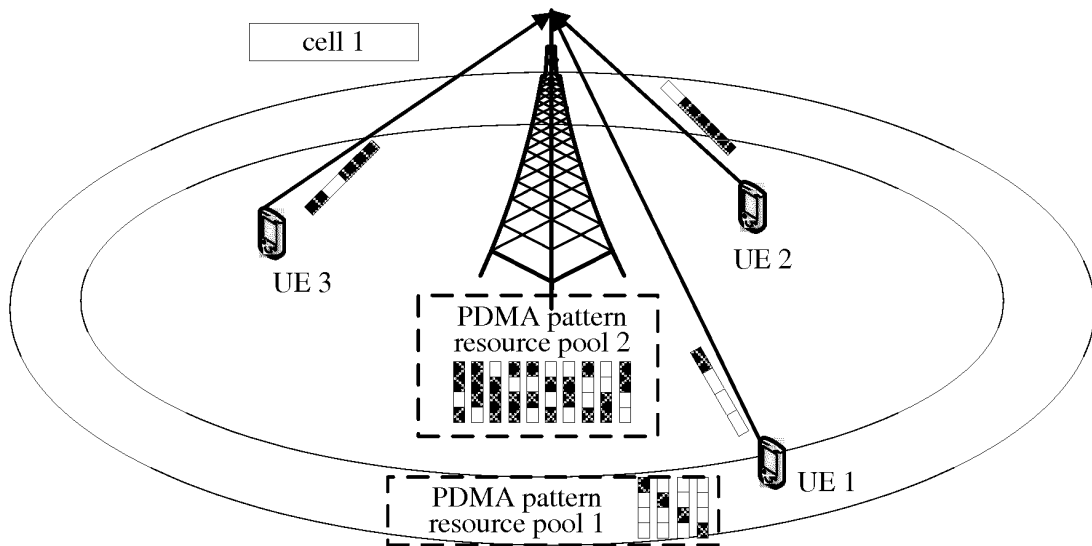 cell 1
UE 3
UE 2
PDMA pattern
resource pool 2
UE 1
PDMA pattern
resource pool 1